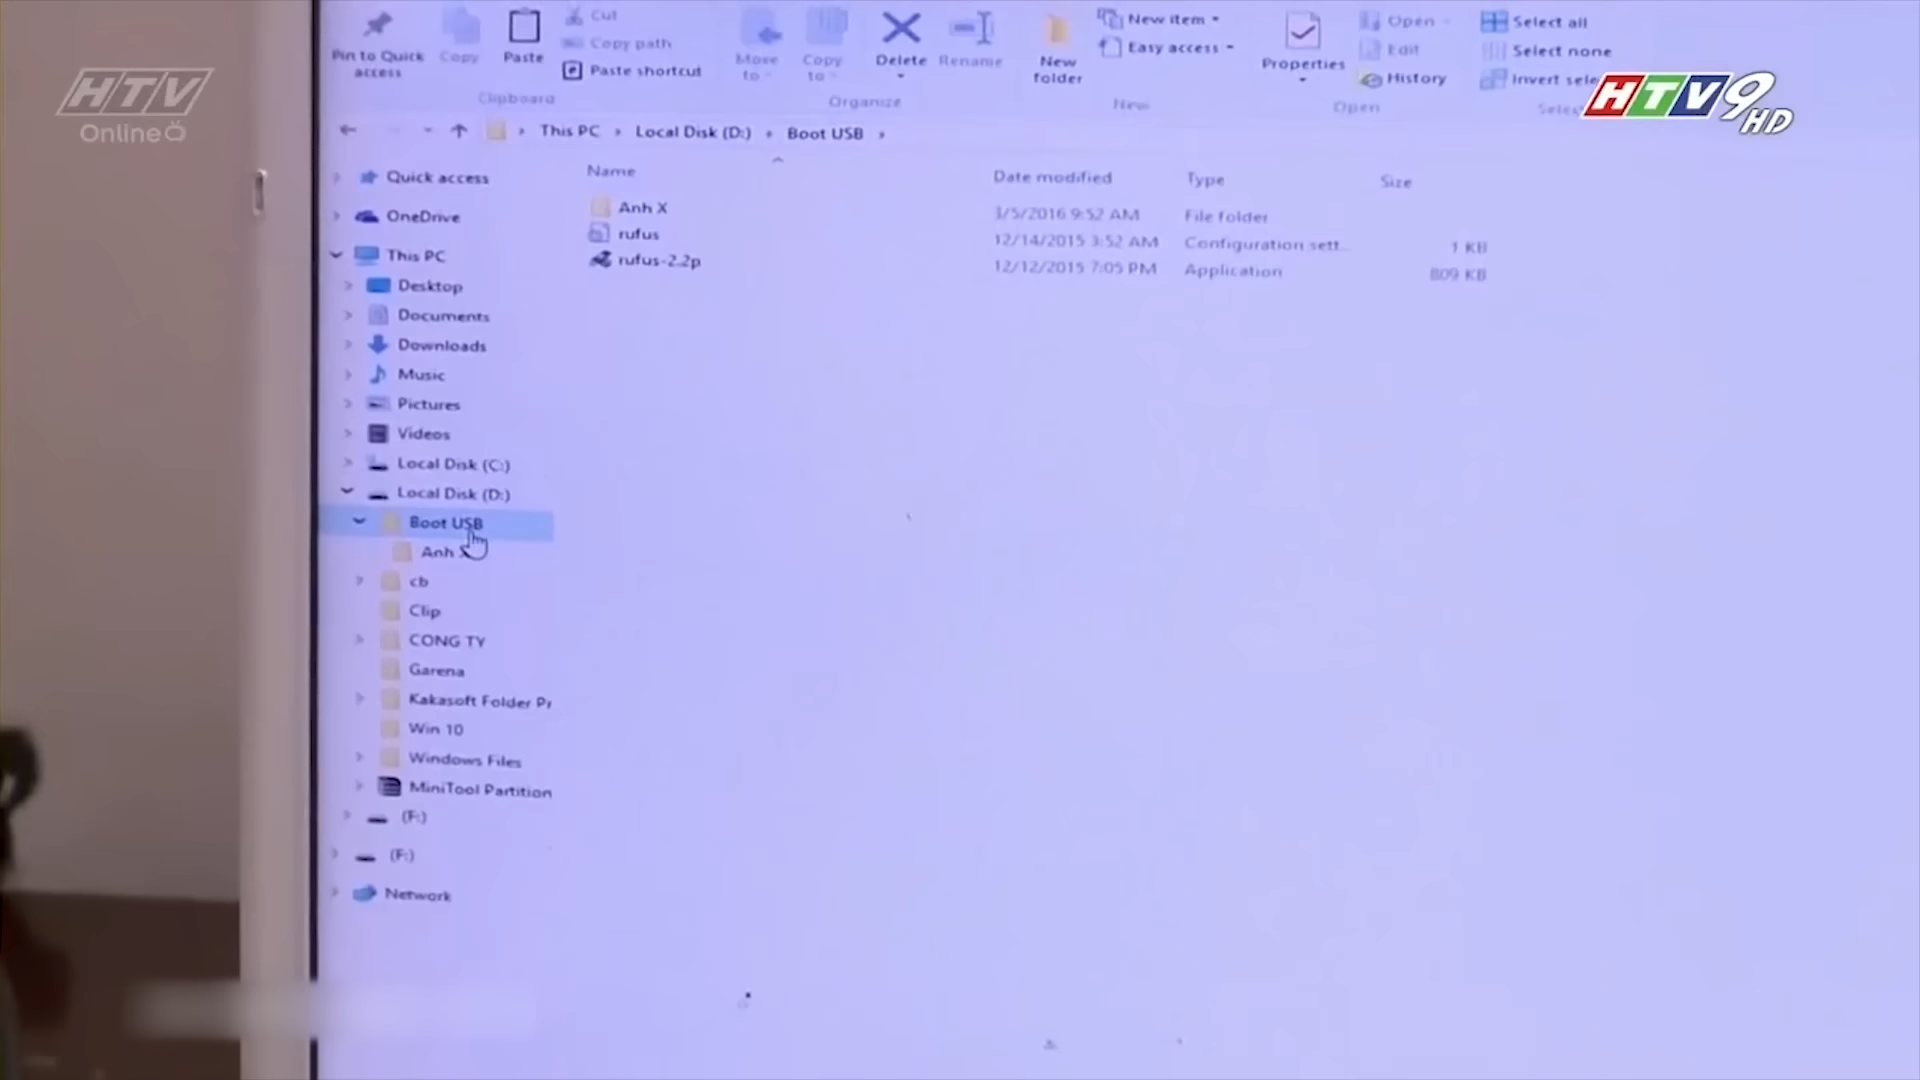 HTV
Online
HTV9
HD
Pin to Quick
access
Copy
Paste
Cut
Copy path
Paste shortcut
Clipboard
Move
to
Copy
to
Delete
Rename
Organize
New
folder
New item
Easy access
New
Properties
Open
Edit
History
Open
Select all
Select none
Invert sele
Selec
This PC > Local Disk (D:) > Boot USB >
Name Date modified Type Size
Anh X 3/5/2016 9:52 AM File folder
rufus 12/14/2015 3:52 AM Configuration sett... 1 KB
rufus-2.2p 12/12/2015 7:05 PM Application 809 KB
Quick access
OneDrive
This PC
Desktop
Documents
Downloads
Music
Pictures
Videos
Local Disk (C:)
Local Disk (D:)
Boot USB
Anh X
cb
Clip
CONG TY
Garena
Kakasoft Folder Pr
Win 10
Windows Files
MiniTool Partition
(F:)
(F:)
Network